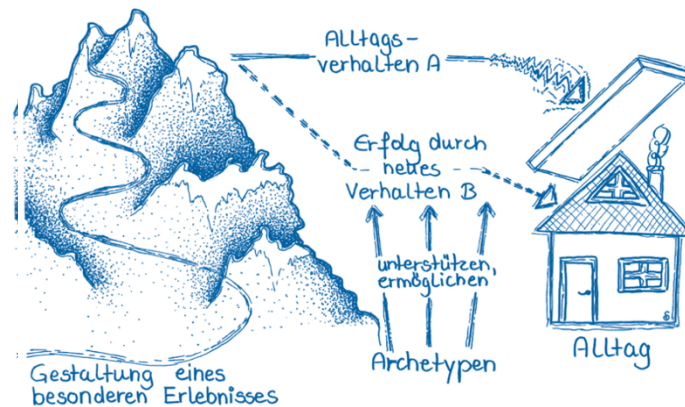 Alltags-
verhalten A
Erfolg durch
neues
Verhalten B
unterstützen,
ermöglichen
Archetypen
Alltag
Gestaltung eines
besonderen Erlebnisses